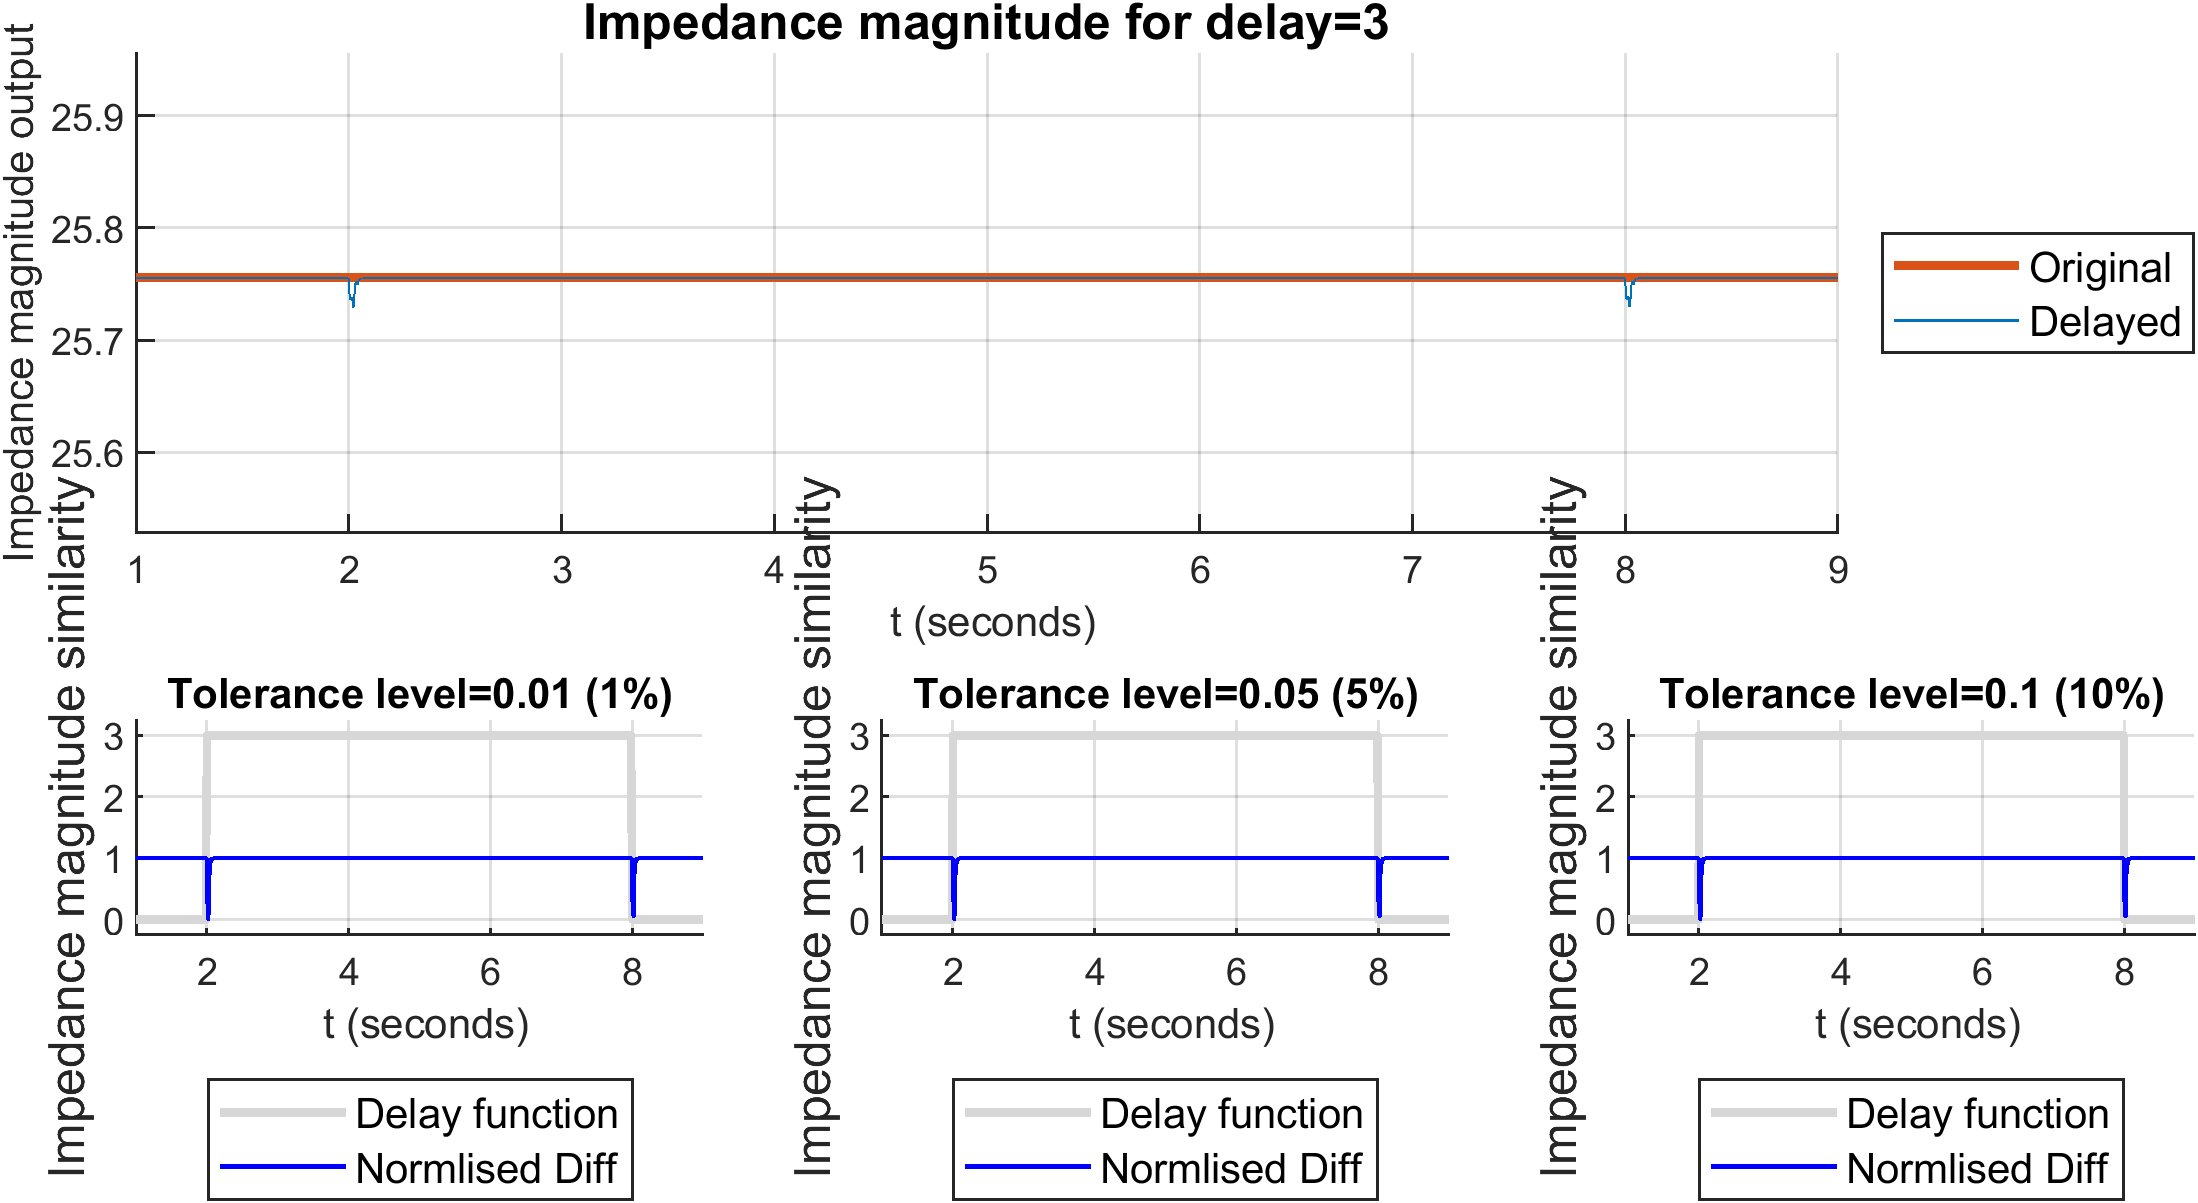 Impedance magnitude for delay=3
Impedance magnitude output
25.9
25.8
25.7
25.6
1 2 3 4 5 6 7 8 9
t (seconds)
Original
Delayed
Tolerance level=0.01 (1%)
Impedance magnitude similarity
3
2
1
0
2 4 6 8
t (seconds)
Delay function
Normlised Diff
Tolerance level=0.05 (5%)
Impedance magnitude similarity
3
2
1
0
2 4 6 8
t (seconds)
Delay function
Normlised Diff
Tolerance level=0.1 (10%)
Impedance magnitude similarity
3
2
1
0
2 4 6 8
t (seconds)
Delay function
Normlised Diff